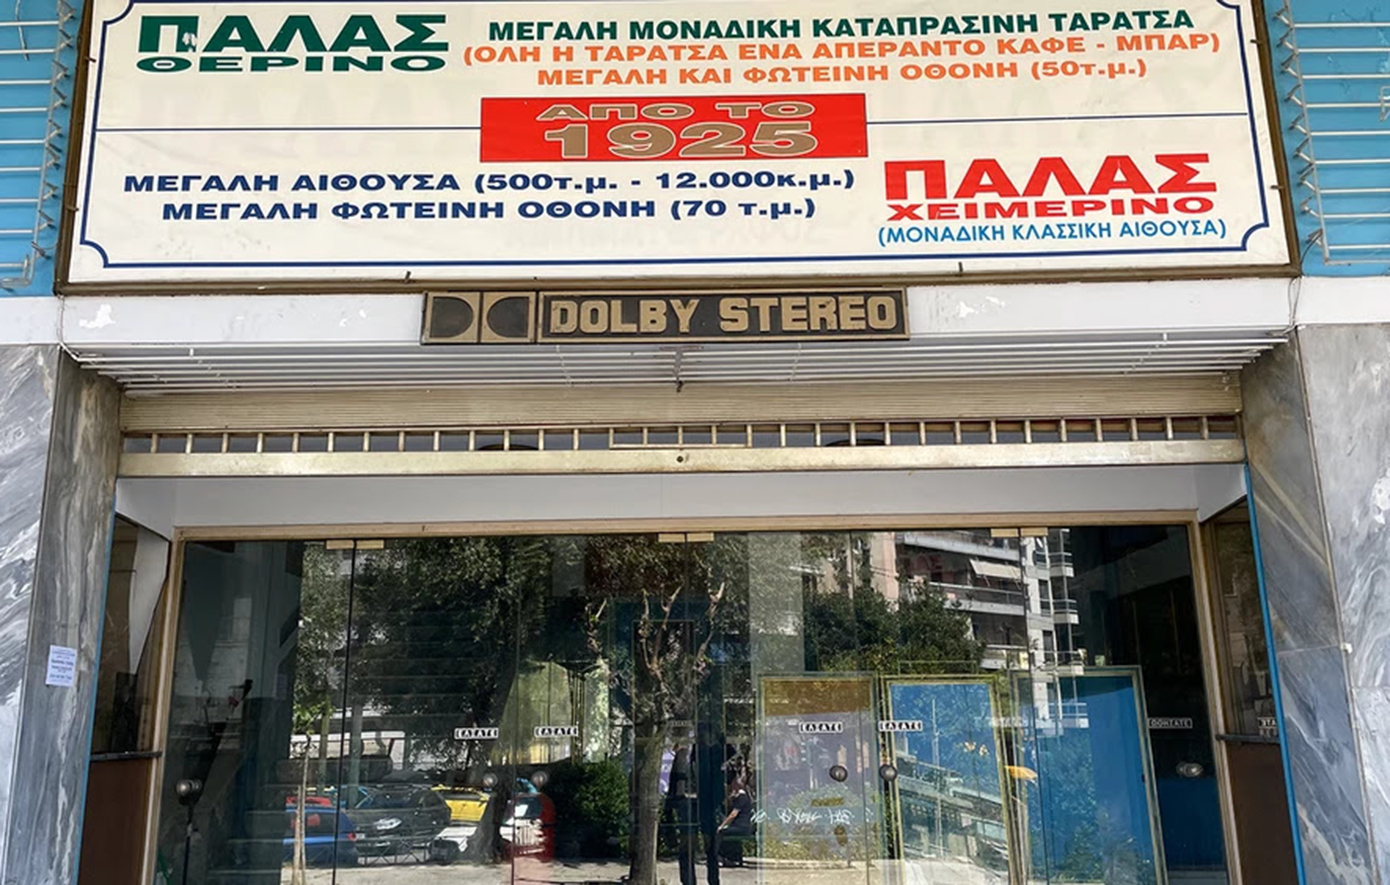 ΠΑΛΑΣ
ΘΕΡΙΝΟ
ΜΕΓΑΛΗ ΜΟΝΑΔΙΚΗ ΚΑΤΑΠΡΑΣΙΝΗ ΤΑΡΑΤΣΑ
(ΟΛΗ Η ΤΑΡΑΤΣΑ ΕΝΑ ΑΠΕΡΑΝΤΟ ΚΑΦΕ - ΜΠΑΡ)
ΜΕΓΑΛΗ ΚΑΙ ΦΩΤΕΙΝΗ ΟΘΟΝΗ (50τ.μ.)
ΑΠΟ ΤΟ
1925
ΜΕΓΑΛΗ ΑΙΘΟΥΣΑ (500τ.μ. - 12.000κ.μ.)
ΜΕΓΑΛΗ ΦΩΤΕΙΝΗ ΟΘΟΝΗ (70 τ.μ.)
ΠΑΛΑΣ
ΧΕΙΜΕΡΙΝΟ
(ΜΟΝΑΔΙΚΗ ΚΛΑΣΣΙΚΗ ΑΙΘΟΥΣΑ)
DOLBY STEREO
ΕΛΞΑΤΕ
ΕΛΞΑΤΕ
ΕΛΞΑΤΕ
ΕΛΞΑΤΕ
ΩΘΗΣΑΤΕ